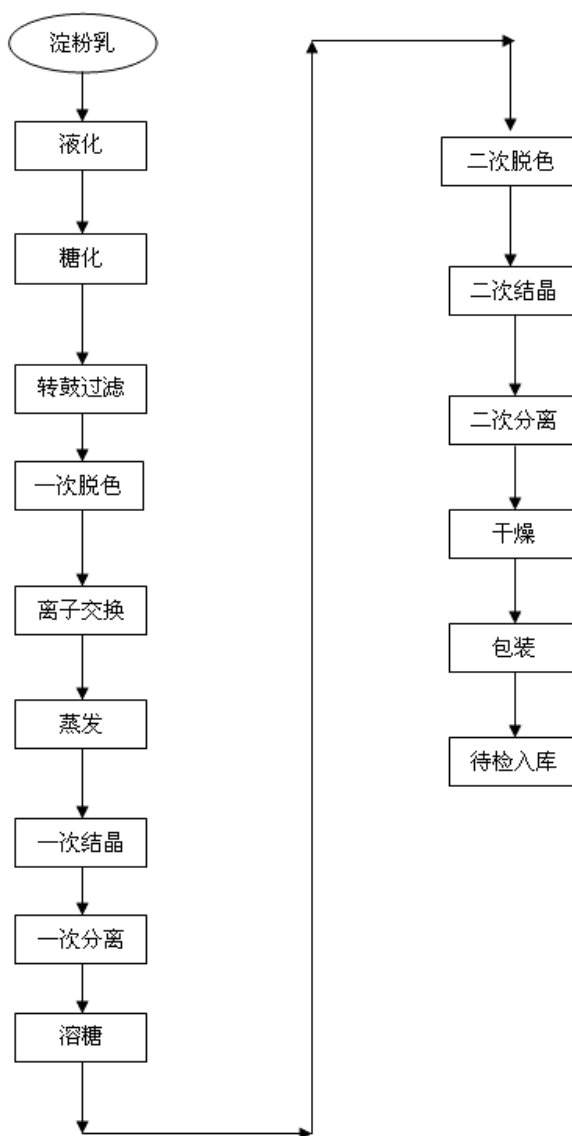 淀粉乳
液化
糖化
转鼓过滤
一次脱色
离子交换
蒸发
一次结晶
一次分离
溶糖
二次脱色
二次结晶
二次分离
干燥
包装
待检入库